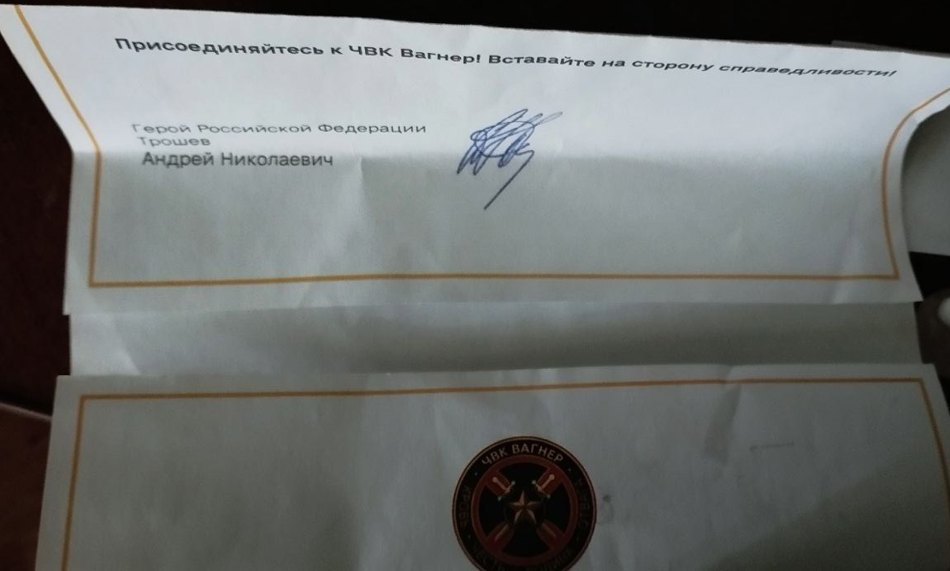 Присоединяйтесь к ЧВК Вагнер! Вставайте на сторону справедливости!
Герой Российской Федерации
Трошев
Андрей Николаевич
ЧВК ВАГНЕР